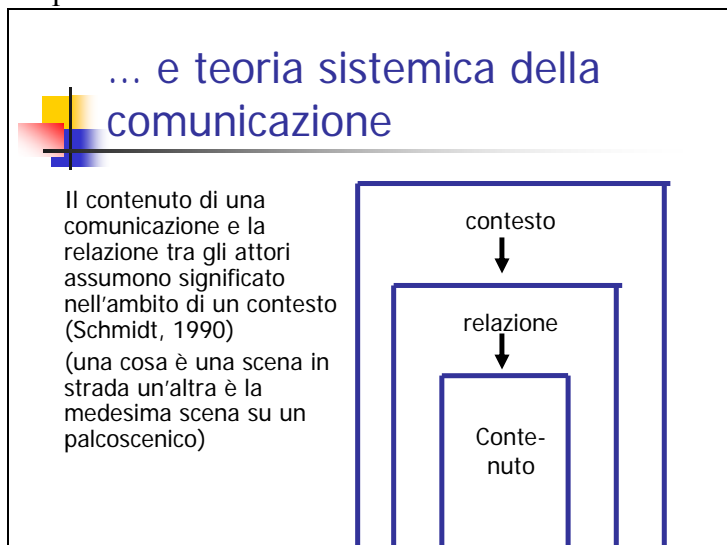 ... e teoria sistemica della
comunicazione
Il contenuto di una
comunicazione e la
relazione tra gli attori
assumono significato
nell'ambito di un contesto
(Schmidt, 1990)
(una cosa è una scena in
strada un'altra è la
medesima scena su un
palcoscenico)
contesto
relazione
Conte-
nuto